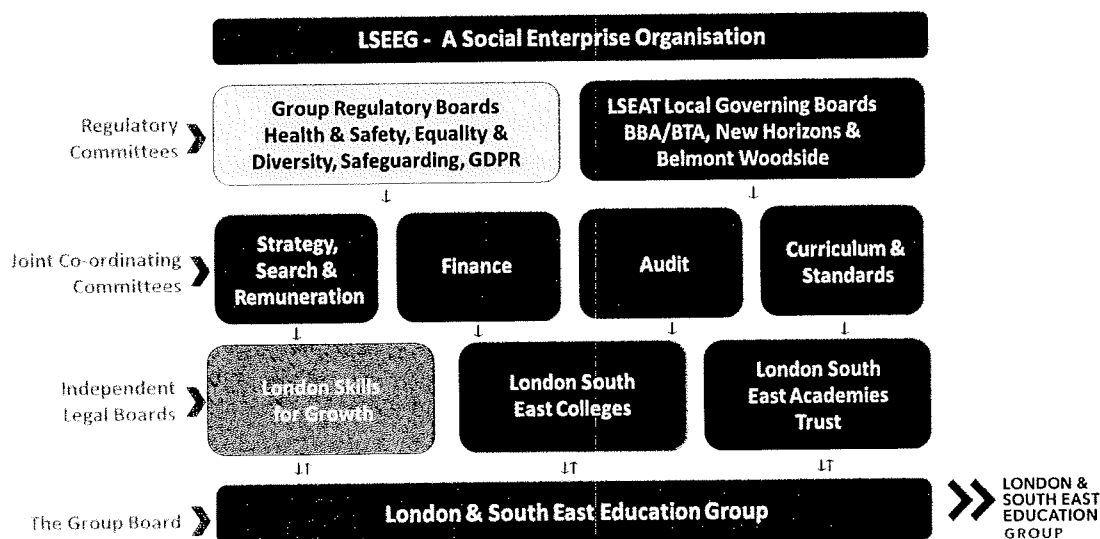 LSEEG - A Social Enterprise Organisation
Regulatory
Committees
Group Regulatory Boards
Health & Safety, Equality &
Diversity, Safeguarding, GDPR
LSEAT Local Governing Boards
BBA/BTA, New Horizons &
Belmont Woodside
Joint Co-ordinating
Committees
Strategy,
Search &
Remuneration
Finance
Audit
Curriculum &
Standards
Independent
Legal Boards
London Skills
for Growth
London South
East Colleges
London South
East Academies
Trust
The Group Board
London & South East Education Group
LONDON &
SOUTH EAST
EDUCATION
GROUP